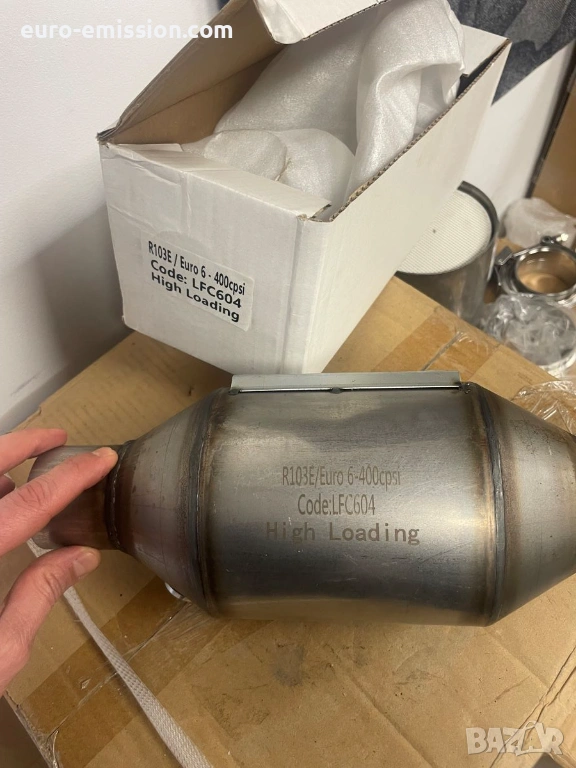 euro-emission.com
R103E / Euro 6 - 400cpsi
Code: LFC604
High Loading
R103E/Euro 6-400cpsi
Code:LFC604
High Loading
BAZAR